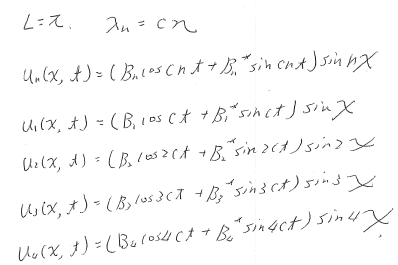 L=π. λₙ = cn
uₙ(x, t) = (Bₙ cos cnt + Bₙ* sin cnt) sin nx
u₁(x, t) = (B₁ cos ct + B₁* sin ct) sin x
u₂(x, t) = (B₂ cos 2ct + B₂* sin 2ct) sin 2x
u₃(x, t) = (B₃ cos 3ct + B₃* sin 3ct) sin 3x
u₄(x, t) = (B₄ cos 4ct + B₄* sin 4ct) sin 4x.